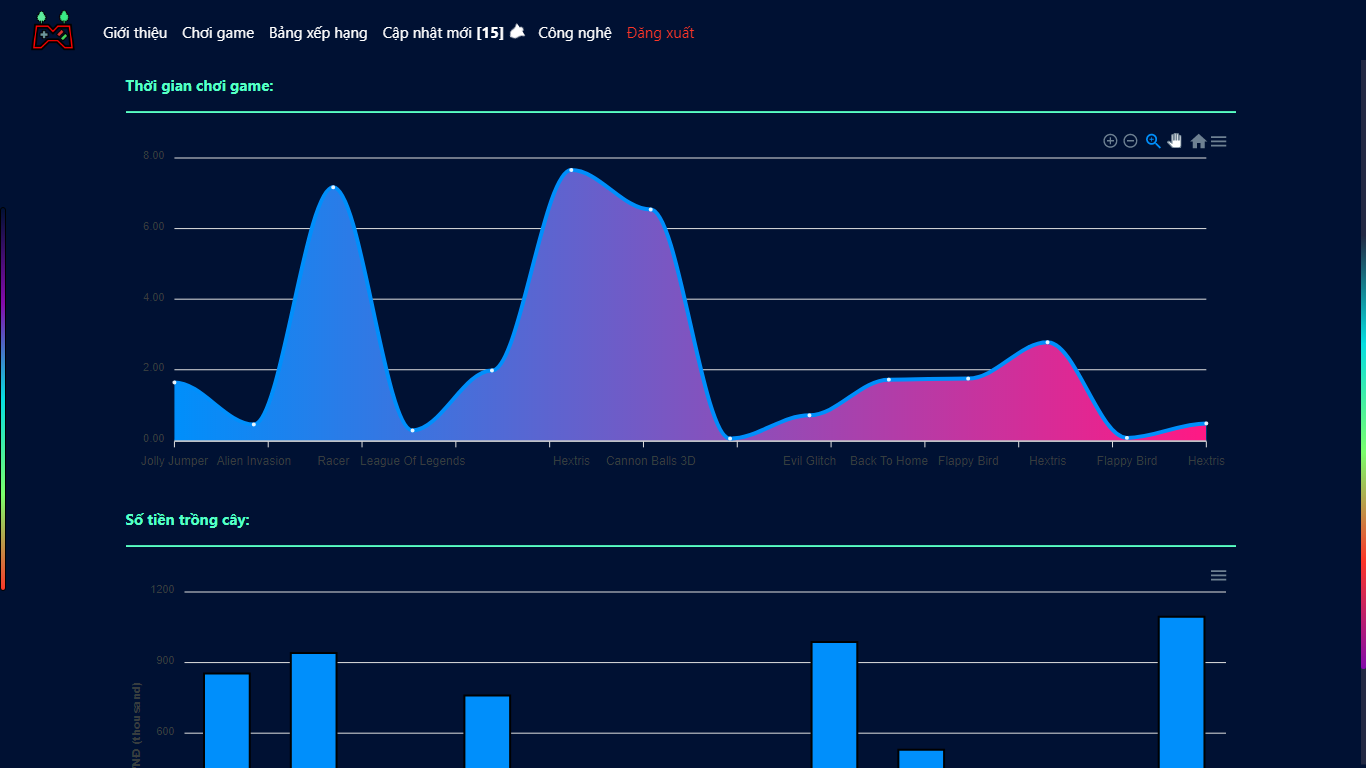 Giới thiệu Chơi game Bảng xếp hạng Cập nhật mới [15] Công nghệ Đăng xuất
Thời gian chơi game:
8.00
6.00
4.00
2.00
0.00
Jolly Jumper Alien Invasion Racer League Of Legends Hextris Cannon Balls 3D Evil Glitch Back To Home Flappy Bird Hextris Flappy Bird Hextris
Số tiền trồng cây:
1200
900
600
VNĐ (thousand)